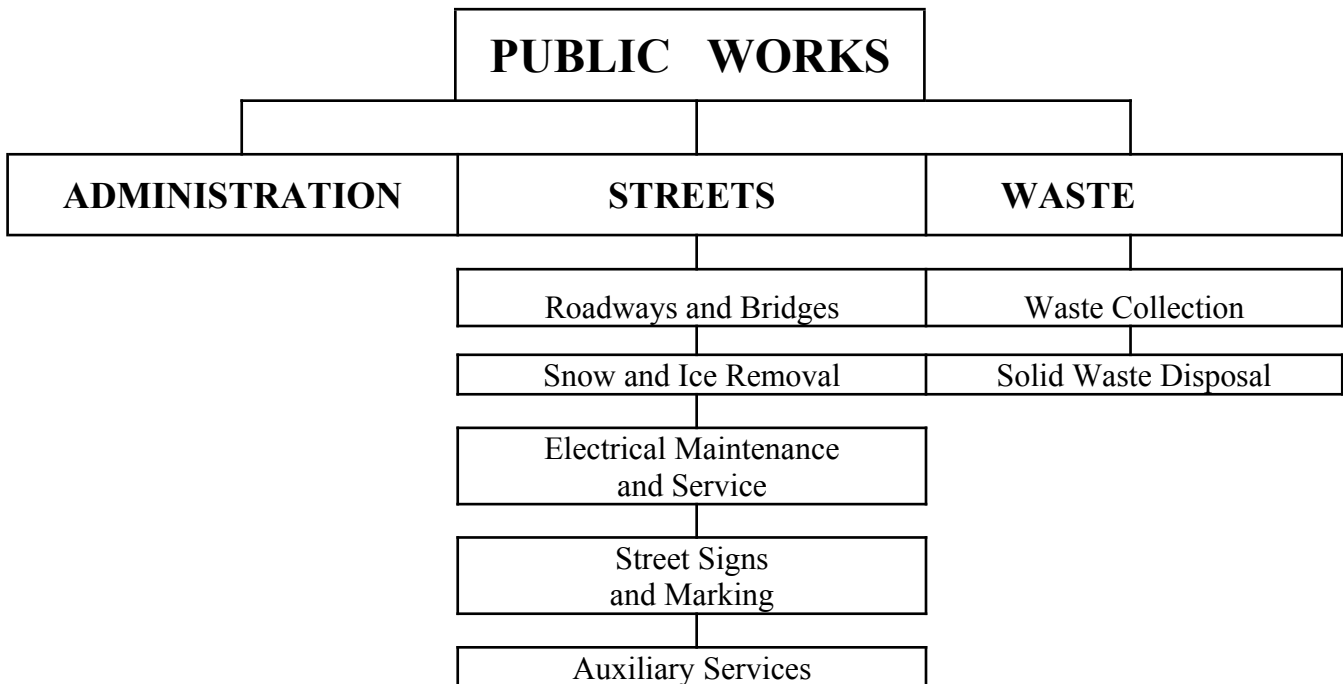 PUBLIC WORKS
ADMINISTRATION
STREETS
WASTE
Roadways and Bridges
Waste Collection
Snow and Ice Removal
Solid Waste Disposal
Electrical Maintenance
and Service
Street Signs
and Marking
Auxiliary Services